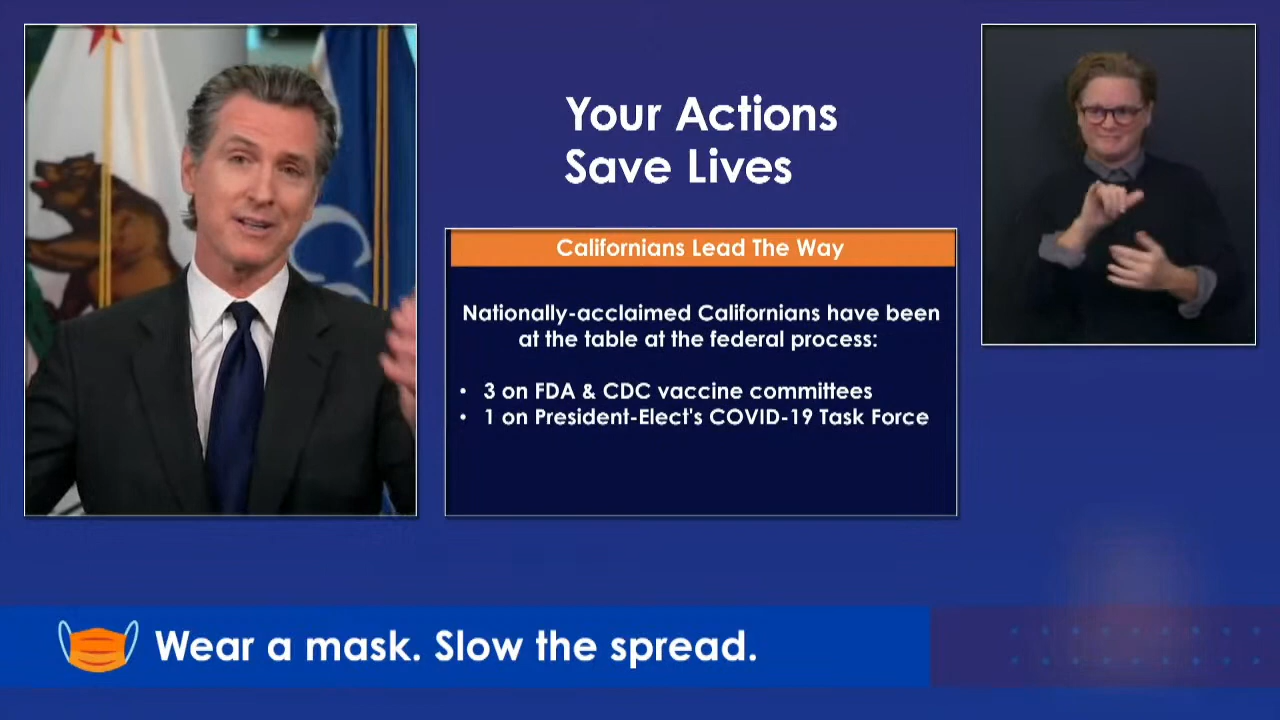 Your Actions
Save Lives
Californians Lead The Way
Nationally-acclaimed Californians have been
at the table at the federal process:
• 3 on FDA & CDC vaccine committees
• 1 on President-Elect's COVID-19 Task Force
Wear a mask. Slow the spread.